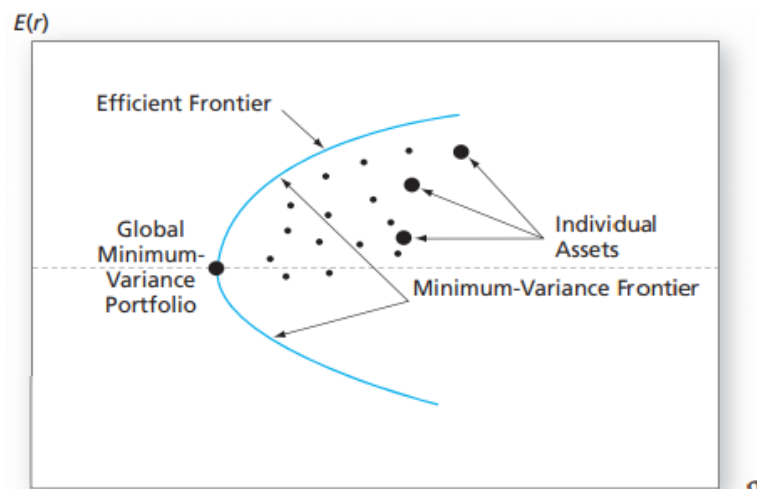 E(r)
Efficient Frontier
Global
Minimum-
Variance
Portfolio
Individual
Assets
Minimum-Variance Frontier